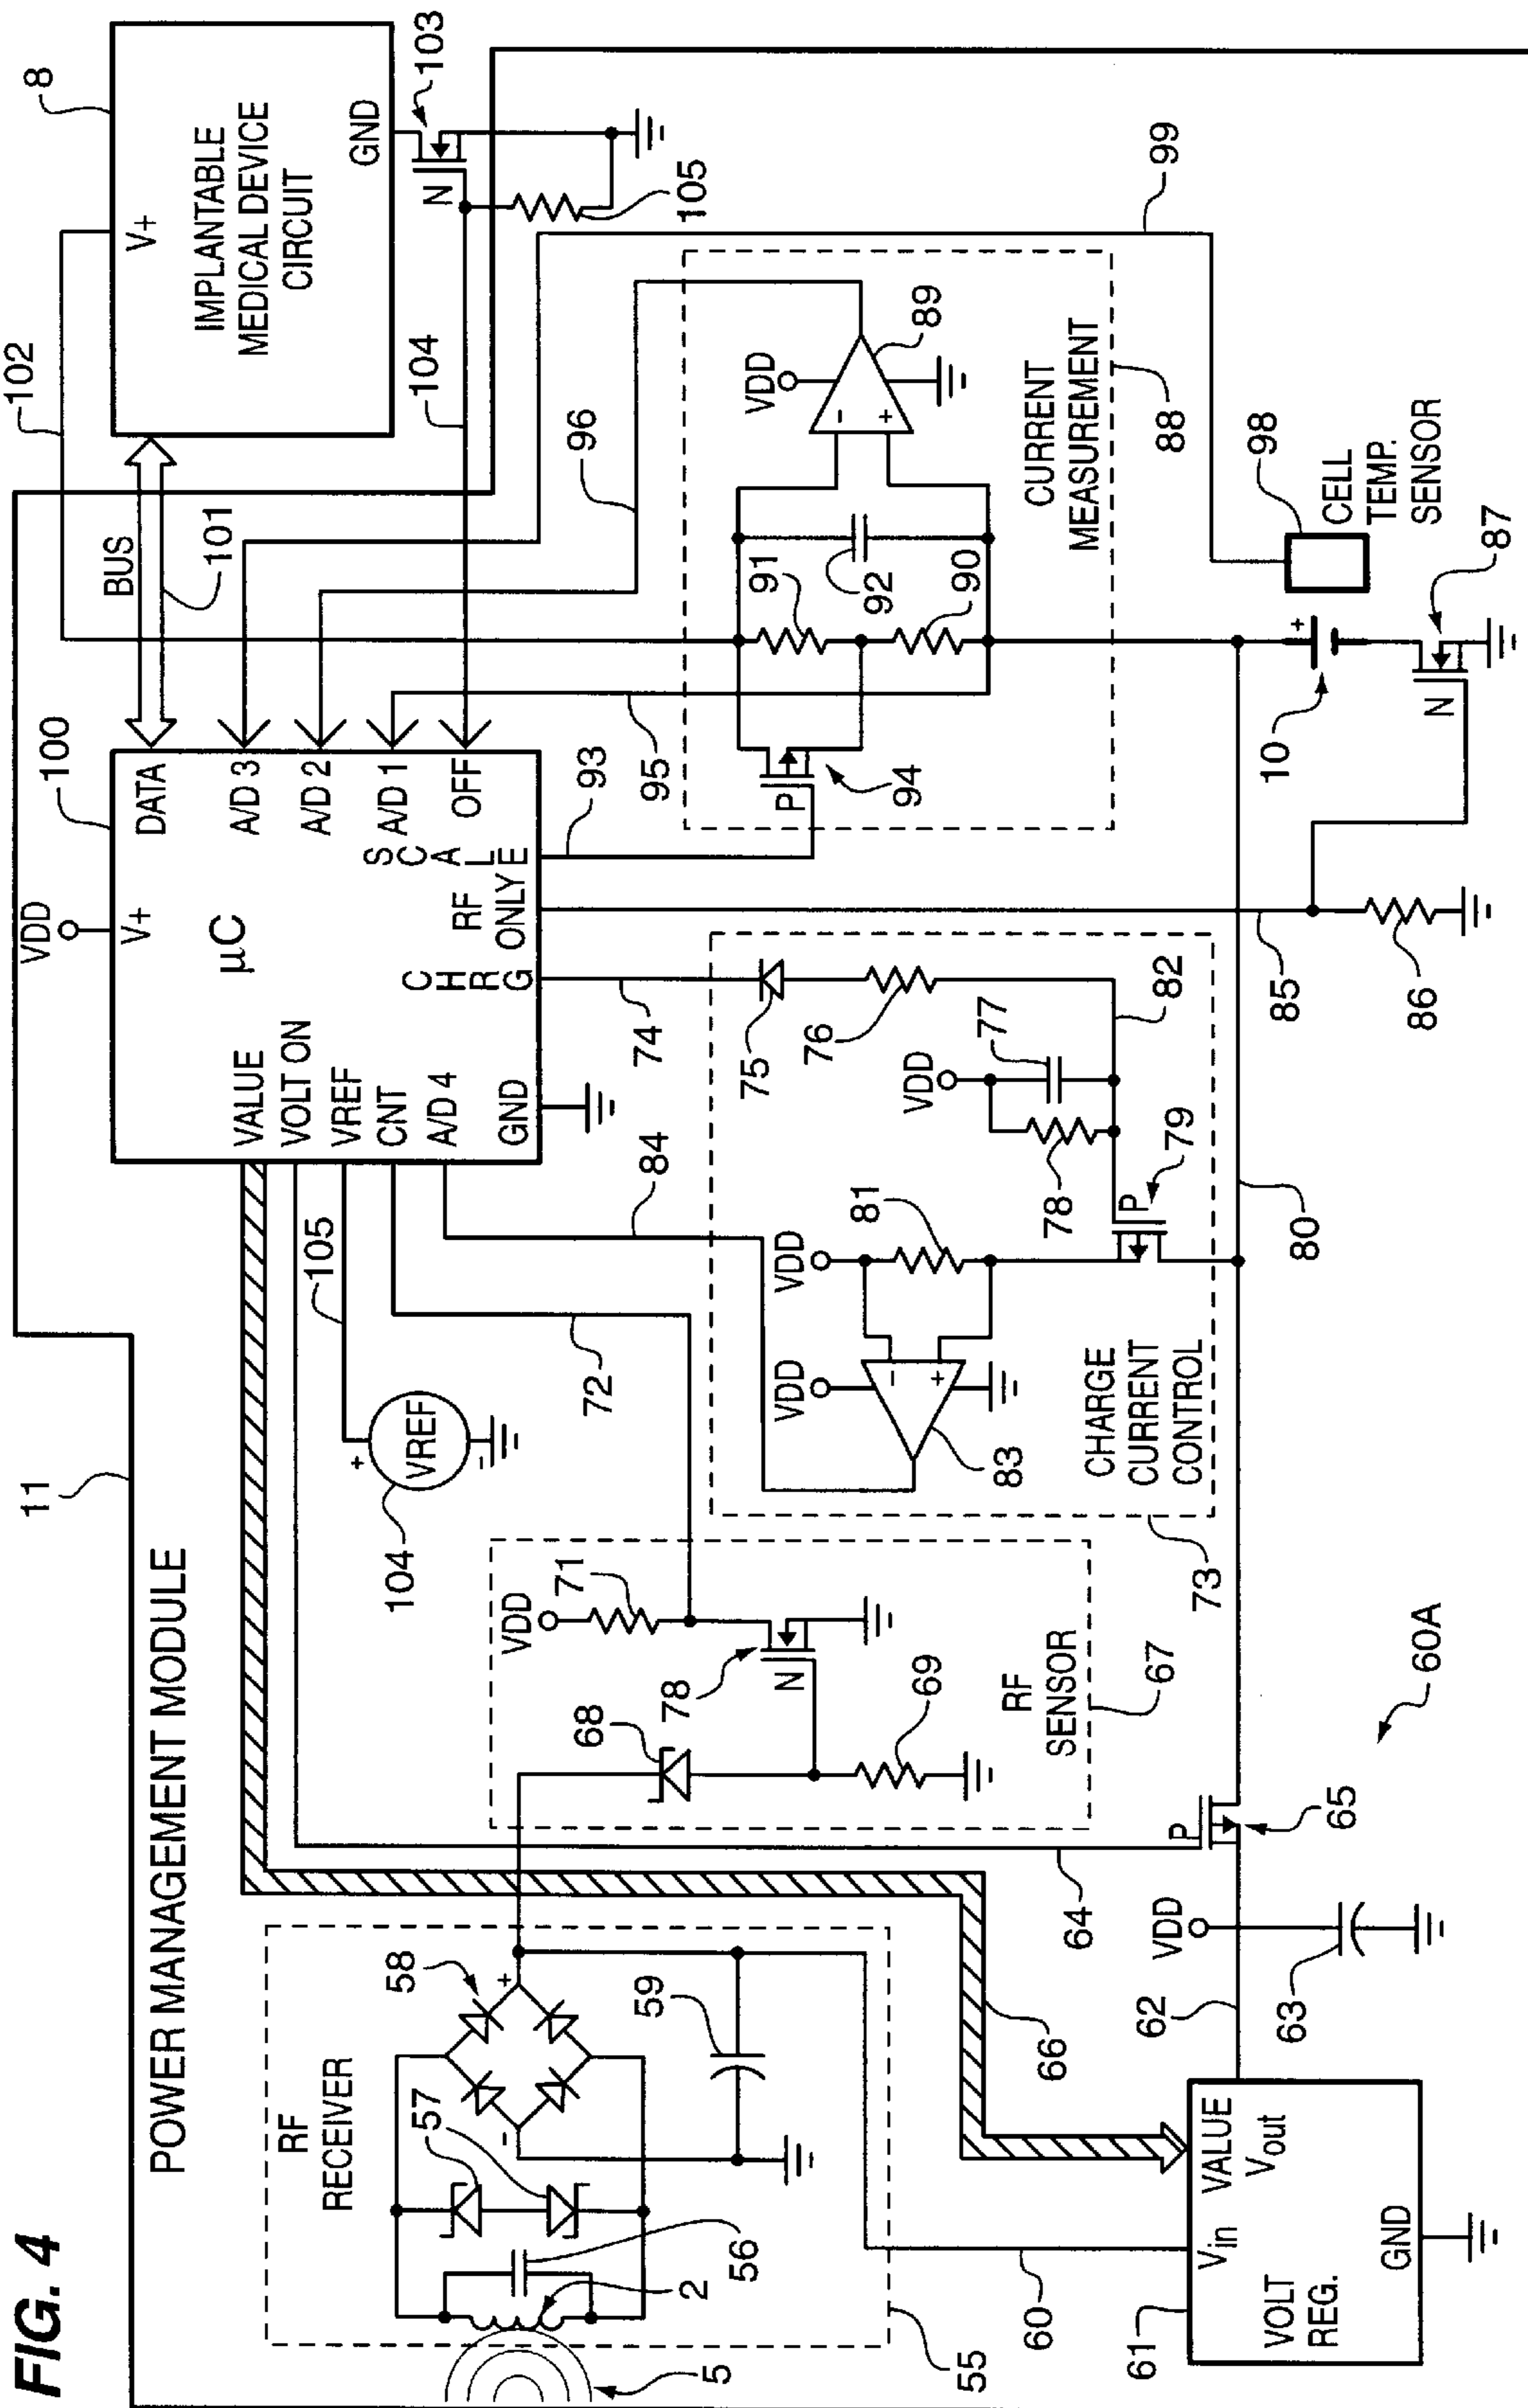 FIG. 4
POWER MANAGEMENT MODULE
11
RF
RECEIVER
5
2
56
57
58
59
55
60
+
-
61
VOLT
REG.
Vin
VALUE
Vout
GND
62
63
VDD
64
65
P
60A
66
RF
SENSOR
67
68
69
VDD
71
78
N
72
104
VREF
+
-
105
CHARGE
CURRENT
CONTROL
73
VDD
83
-
+
VDD
81
84
80
VDD
77
78
79
P
82
76
75
74
100
VDD
V+
µC
VALUE
VOLT ON
VREF
CNT
A/D 4
GND
CHRG
RF
ONLY
SCALE
DATA
A/D 3
A/D 2
A/D 1
OFF
85
86
87
N
10
+
93
94
P
95
96
91
90
92
VDD
89
-
+
CURRENT
MEASUREMENT
88
98
CELL
TEMP.
SENSOR
99
BUS
101
102
104
8
V+
IMPLANTABLE
MEDICAL DEVICE
CIRCUIT
GND
103
N
105